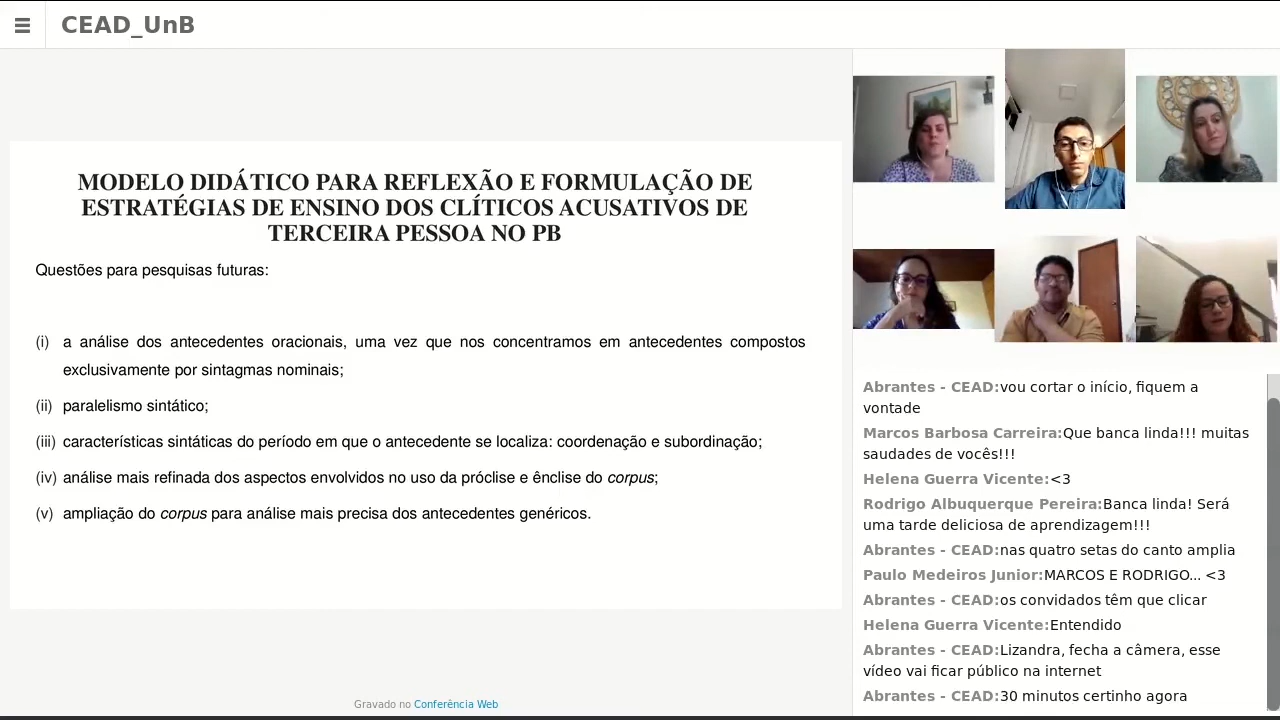 CEAD_UnB
MODELO DIDÁTICO PARA REFLEXÃO E FORMULAÇÃO DE
ESTRATÉGIAS DE ENSINO DOS CLÍTICOS ACUSATIVOS DE
TERCEIRA PESSOA NO PB
Questões para pesquisas futuras:
(i) a análise dos antecedentes oracionais, uma vez que nos concentramos em antecedentes compostos
exclusivamente por sintagmas nominais;
(ii) paralelismo sintático;
(iii) características sintáticas do período em que o antecedente se localiza: coordenação e subordinação;
(iv) análise mais refinada dos aspectos envolvidos no uso da próclise e ênclise do corpus;
(v) ampliação do corpus para análise mais precisa dos antecedentes genéricos.
Gravado no Conferência Web
Abrantes - CEAD:vou cortar o início, fiquem a
vontade
Marcos Barbosa Carreira:Que banca linda!!! muitas
saudades de vocês!!!
Helena Guerra Vicente:<3
Rodrigo Albuquerque Pereira:Banca linda! Será
uma tarde deliciosa de aprendizagem!!!
Abrantes - CEAD:nas quatro setas do canto amplia
Paulo Medeiros Junior:MARCOS E RODRIGO... <3
Abrantes - CEAD:os convidados têm que clicar
Helena Guerra Vicente:Entendido
Abrantes - CEAD:Lizandra, fecha a câmera, esse
vídeo vai ficar público na internet
Abrantes - CEAD:30 minutos certinho agora